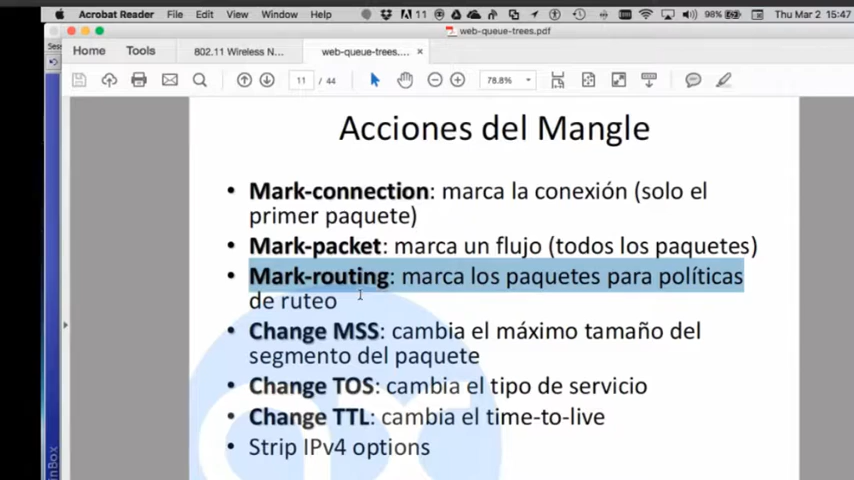 Acrobat Reader File Edit View Window Help 11 98% Thu Mar 2 15:47
web-queue-trees.pdf
Home Tools 802.11 Wireless N... web-queue-trees.... ×
11 / 44 78.8%
Acciones del Mangle
• Mark-connection: marca la conexión (solo el
primer paquete)
• Mark-packet: marca un flujo (todos los paquetes)
• Mark-routing: marca los paquetes para políticas
de ruteo
• Change MSS: cambia el máximo tamaño del
segmento del paquete
• Change TOS: cambia el tipo de servicio
• Change TTL: cambia el time-to-live
• Strip IPv4 options
nBox